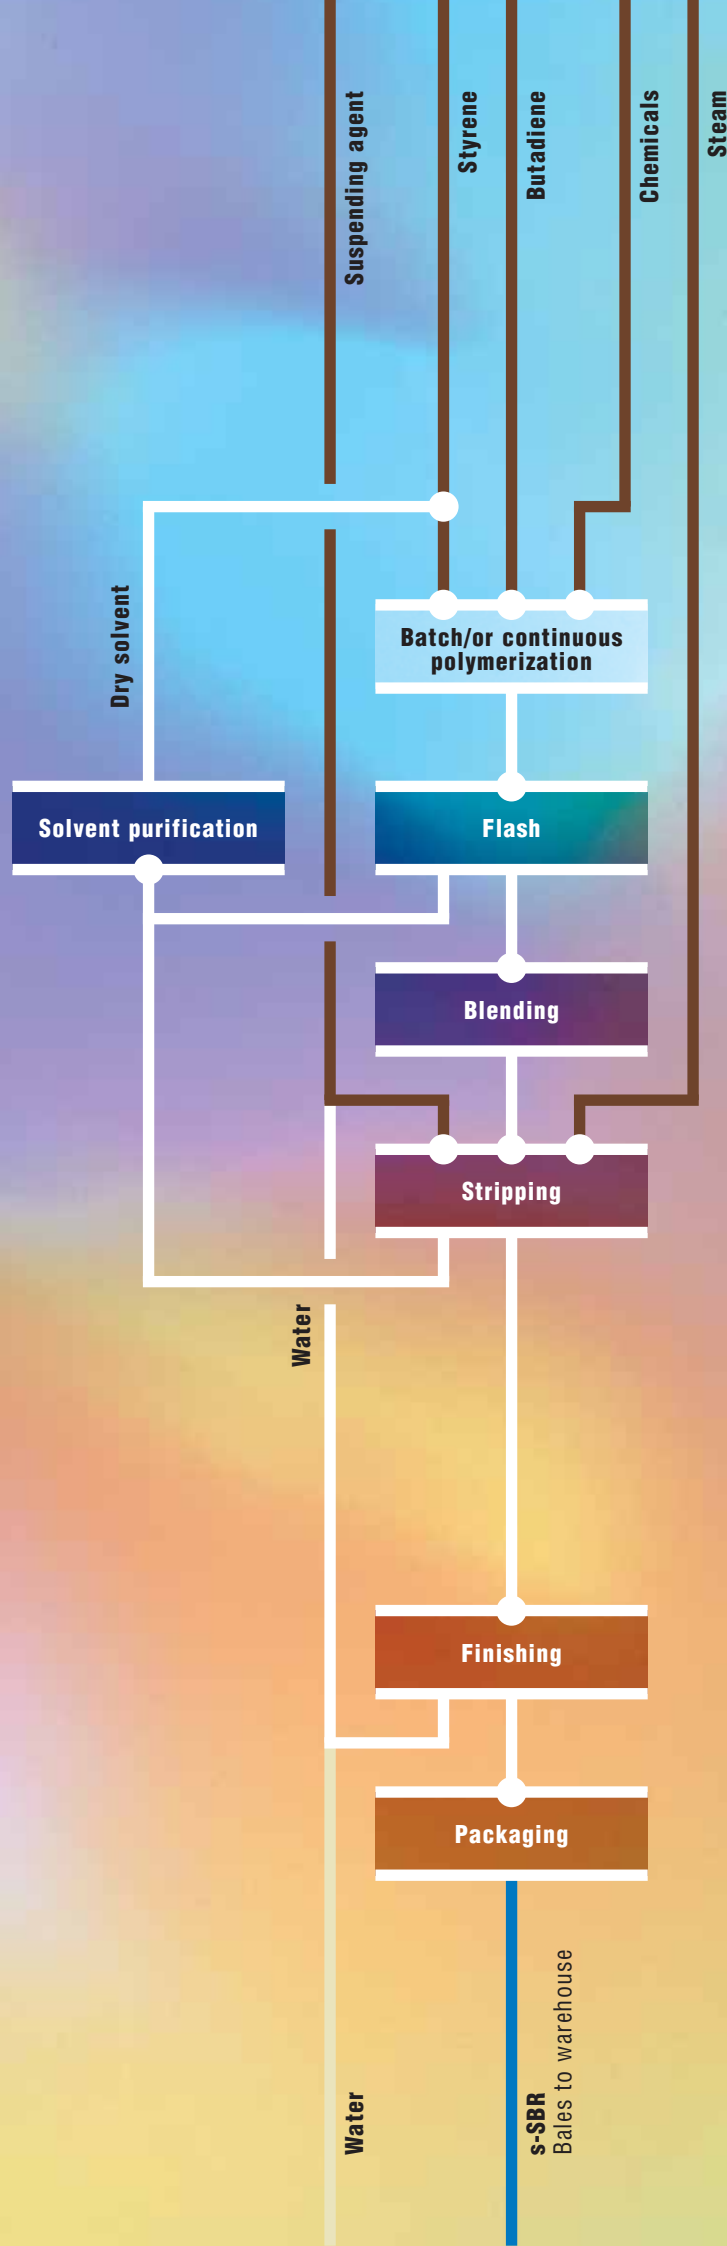 Suspending agent
Styrene
Butadiene
Chemicals
Steam
Dry solvent
Batch/or continuous
polymerization
Solvent purification
Flash
Blending
Stripping
Water
Finishing
Packaging
Water
s-SBR
Bales to warehouse